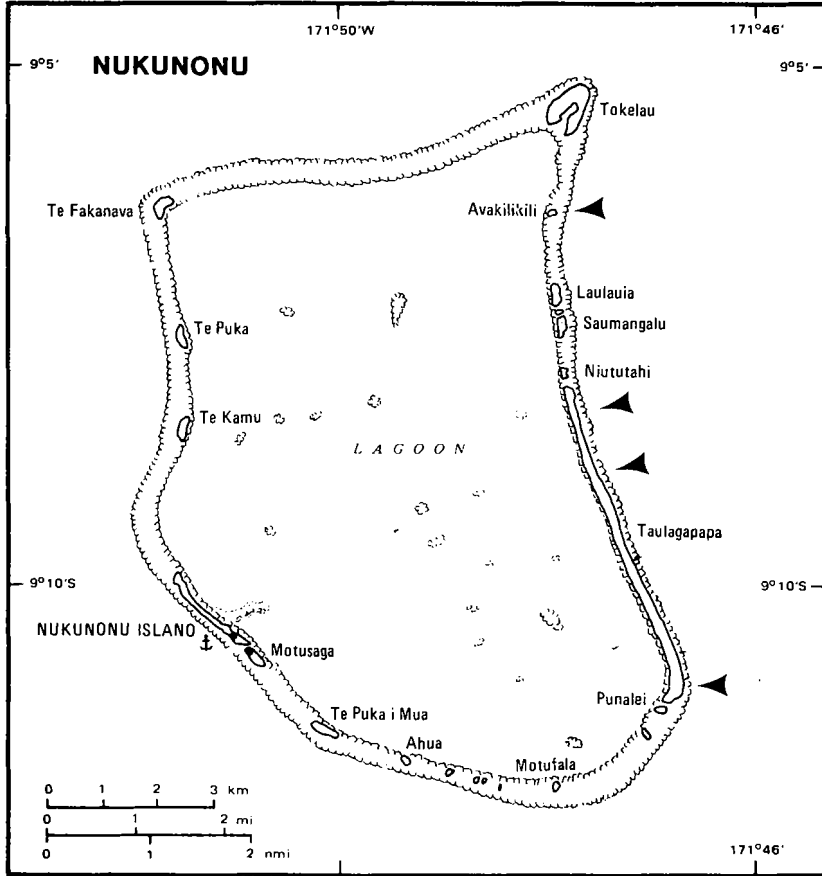 171°50'W
171°46'
9°5'
NUKUNONU
9°5'
Tokelau
Te Fakanava
Avakilikili
Laulauia
Saumangalu
Te Puka
Niututahi
Te Kamu
LAGOON
Taulagapapa
9°10'S
9°10'S
NUKUNONU ISLANO
Motusaga
Punalei
Te Puka i Mua
Ahua
Motufala
0 1 2 3 km
0 1 2 mi
0 1 2 nmi
171°46'